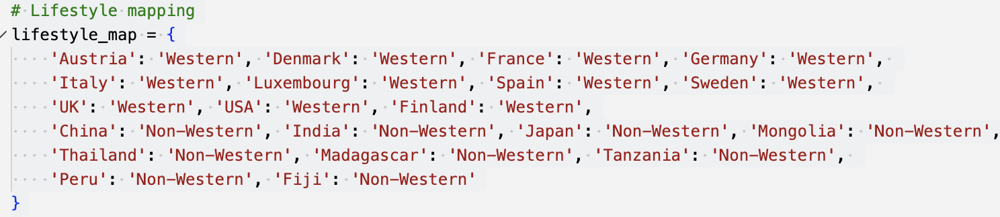 # Lifestyle mapping
lifestyle_map = {
    'Austria': 'Western', 'Denmark': 'Western', 'France': 'Western', 'Germany': 'Western',
    'Italy': 'Western', 'Luxembourg': 'Western', 'Spain': 'Western', 'Sweden': 'Western',
    'UK': 'Western', 'USA': 'Western', 'Finland': 'Western',
    'China': 'Non-Western', 'India': 'Non-Western', 'Japan': 'Non-Western', 'Mongolia': 'Non-Western',
    'Thailand': 'Non-Western', 'Madagascar': 'Non-Western', 'Tanzania': 'Non-Western',
    'Peru': 'Non-Western', 'Fiji': 'Non-Western'
}